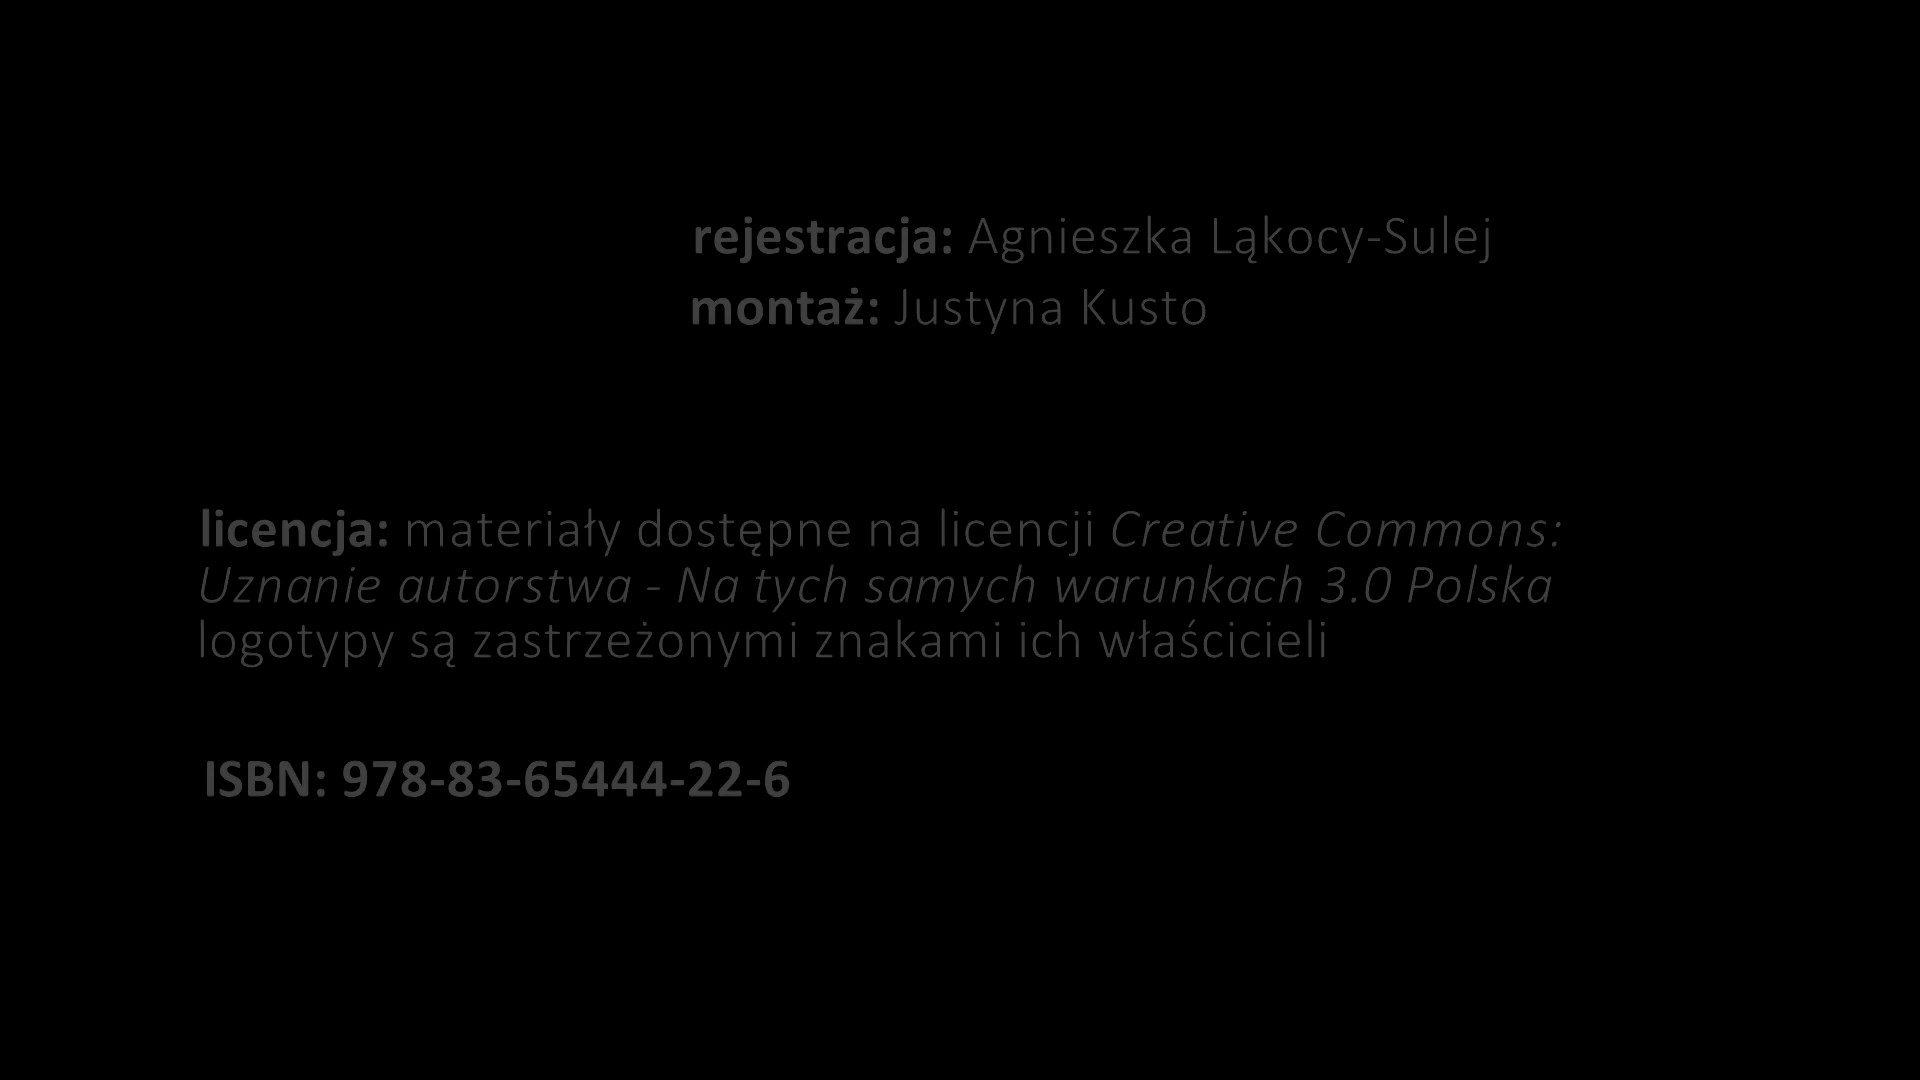 rejestracja: Agnieszka Ląkocy-Sulej
montaż: Justyna Kusto
licencja: materiały dostępne na licencji Creative Commons:
Uznanie autorstwa - Na tych samych warunkach 3.0 Polska
logotypy są zastrzeżonymi znakami ich właścicieli
ISBN: 978-83-65444-22-6